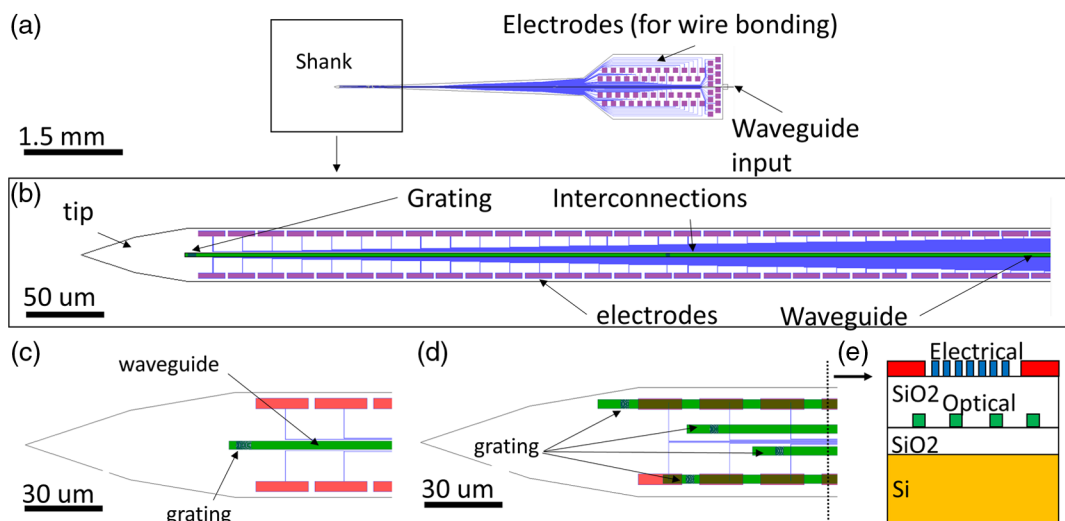 (a)
Electrodes (for wire bonding)
Shank
1.5 mm
Waveguide
input
(b)
tip
Grating
Interconnections
50 um
electrodes
Waveguide
(c)
waveguide
30 um
grating
(d)
grating
30 um
(e)
Electrical
SiO2
Optical
SiO2
Si